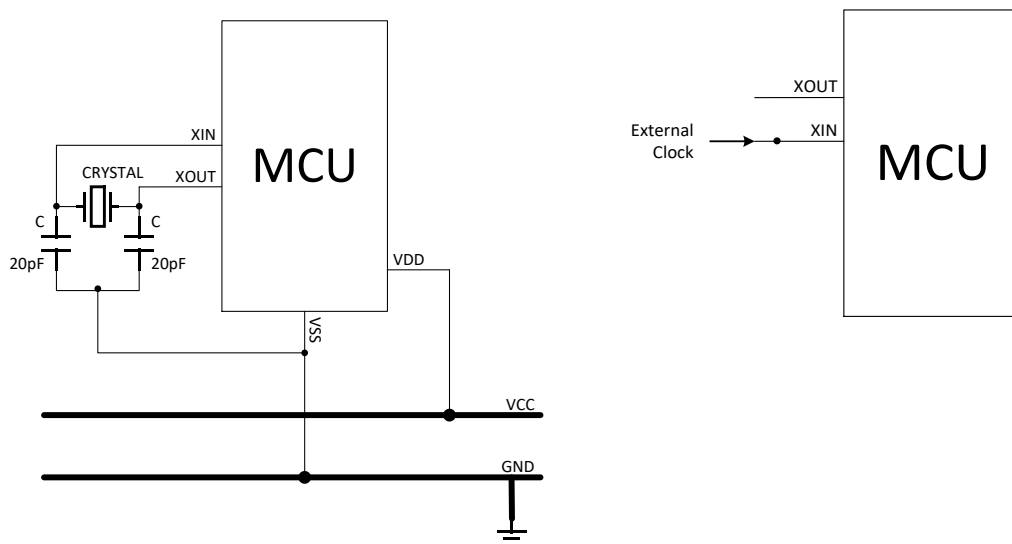 XIN
MCU
CRYSTAL
XOUT
C
C
20pF
20pF
VDD
VSS
VCC
GND
XOUT
External
Clock
XIN
MCU